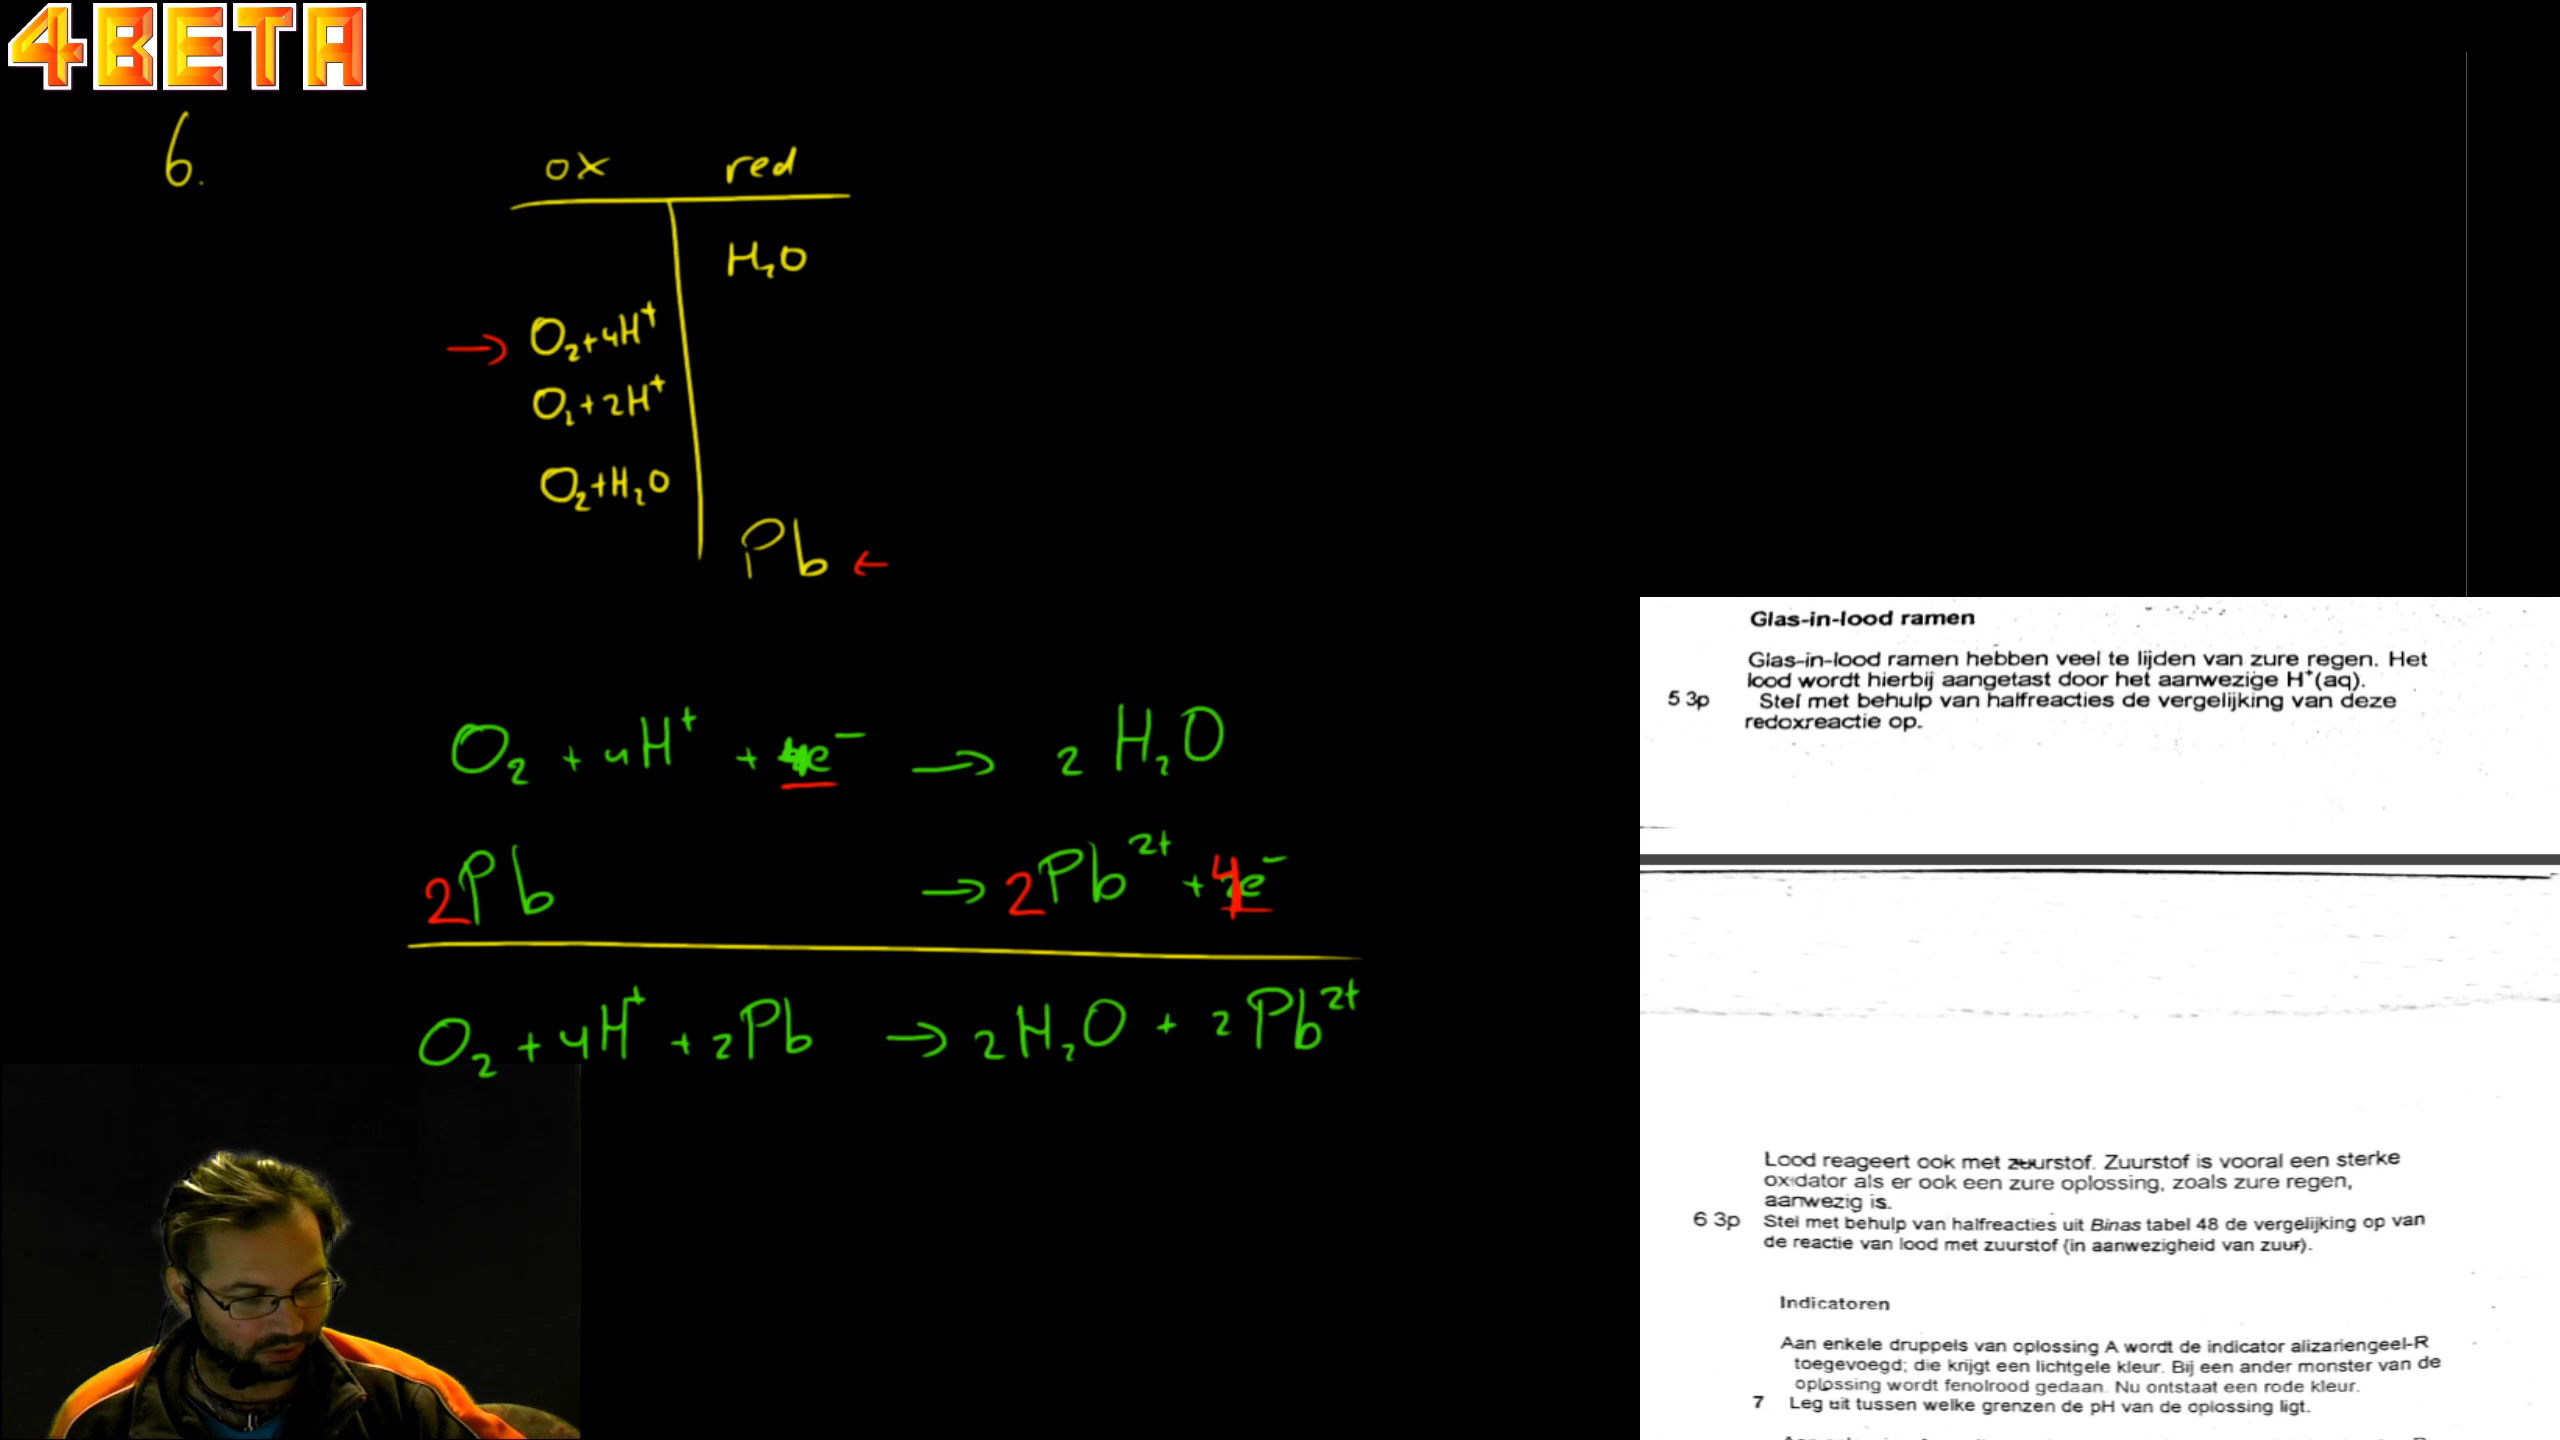 4BETA
6.
ox red
H₂O
→ O₂+4H⁺
O₂+2H⁺
O₂+H₂O
Pb ←
O₂ + 4H⁺ + 4e⁻ → 2 H₂O
2Pb → 2Pb²⁺ + 4e⁻
O₂ + 4H⁺ + 2Pb → 2H₂O + 2Pb²⁺
Glas-in-lood ramen
Glas-in-lood ramen hebben veel te lijden van zure regen. Het
lood wordt hierbij aangetast door het aanwezige H⁺(aq).
5 3p Stel met behulp van halfreacties de vergelijking van deze
redoxreactie op.
Lood reageert ook met zuurstof. Zuurstof is vooral een sterke
oxidator als er ook een zure oplossing, zoals zure regen,
aanwezig is.
6 3p Stel met behulp van halfreacties uit Binas tabel 48 de vergelijking op van
de reactie van lood met zuurstof (in aanwezigheid van zuur).
Indicatoren
Aan enkele druppels van oplossing A wordt de indicator alizariengeel-R
toegevoegd; die krijgt een lichtgele kleur. Bij een ander monster van de
oplossing wordt fenolrood gedaan. Nu ontstaat een rode kleur.
7 Leg uit tussen welke grenzen de pH van de oplossing ligt.